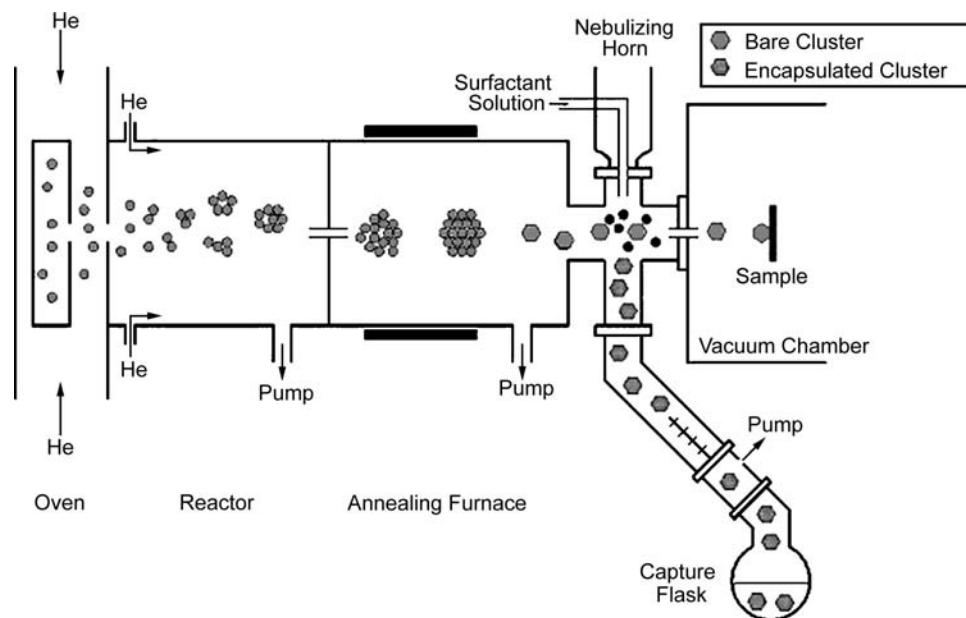 He
He
Nebulizing
Horn
Surfactant
Solution
Bare Cluster
Encapsulated Cluster
Sample
Vacuum Chamber
He
Pump
Pump
He
Pump
Oven
Reactor
Annealing Furnace
Capture
Flask